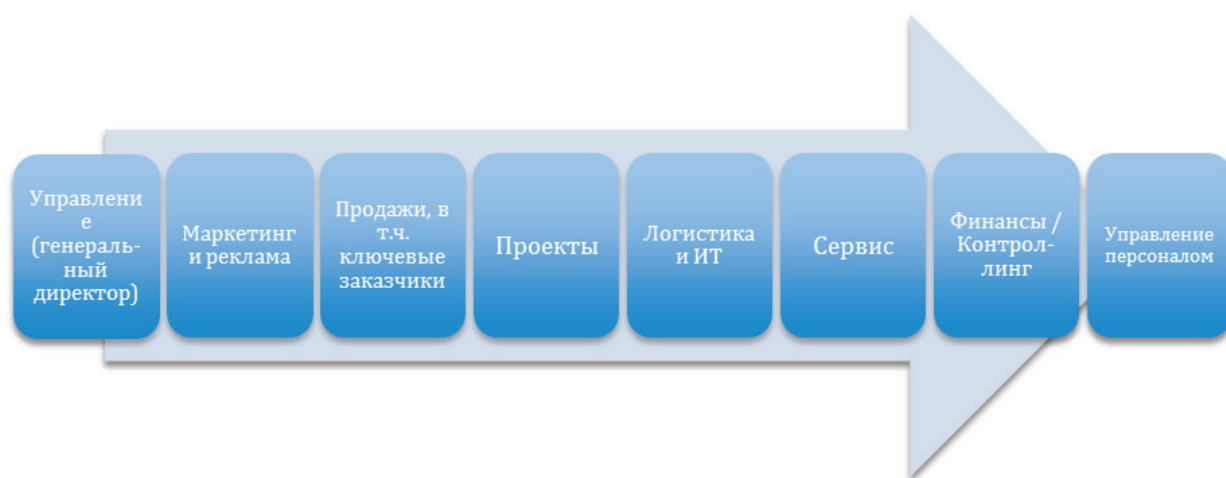 Управлени
е
(генераль-
ный
директор)
Маркетинг
и реклама
Продажи, в
т.ч.
ключевые
заказчики
Проекты
Логистика
и ИТ
Сервис
Финансы /
Контрол-
линг
Управление
персоналом